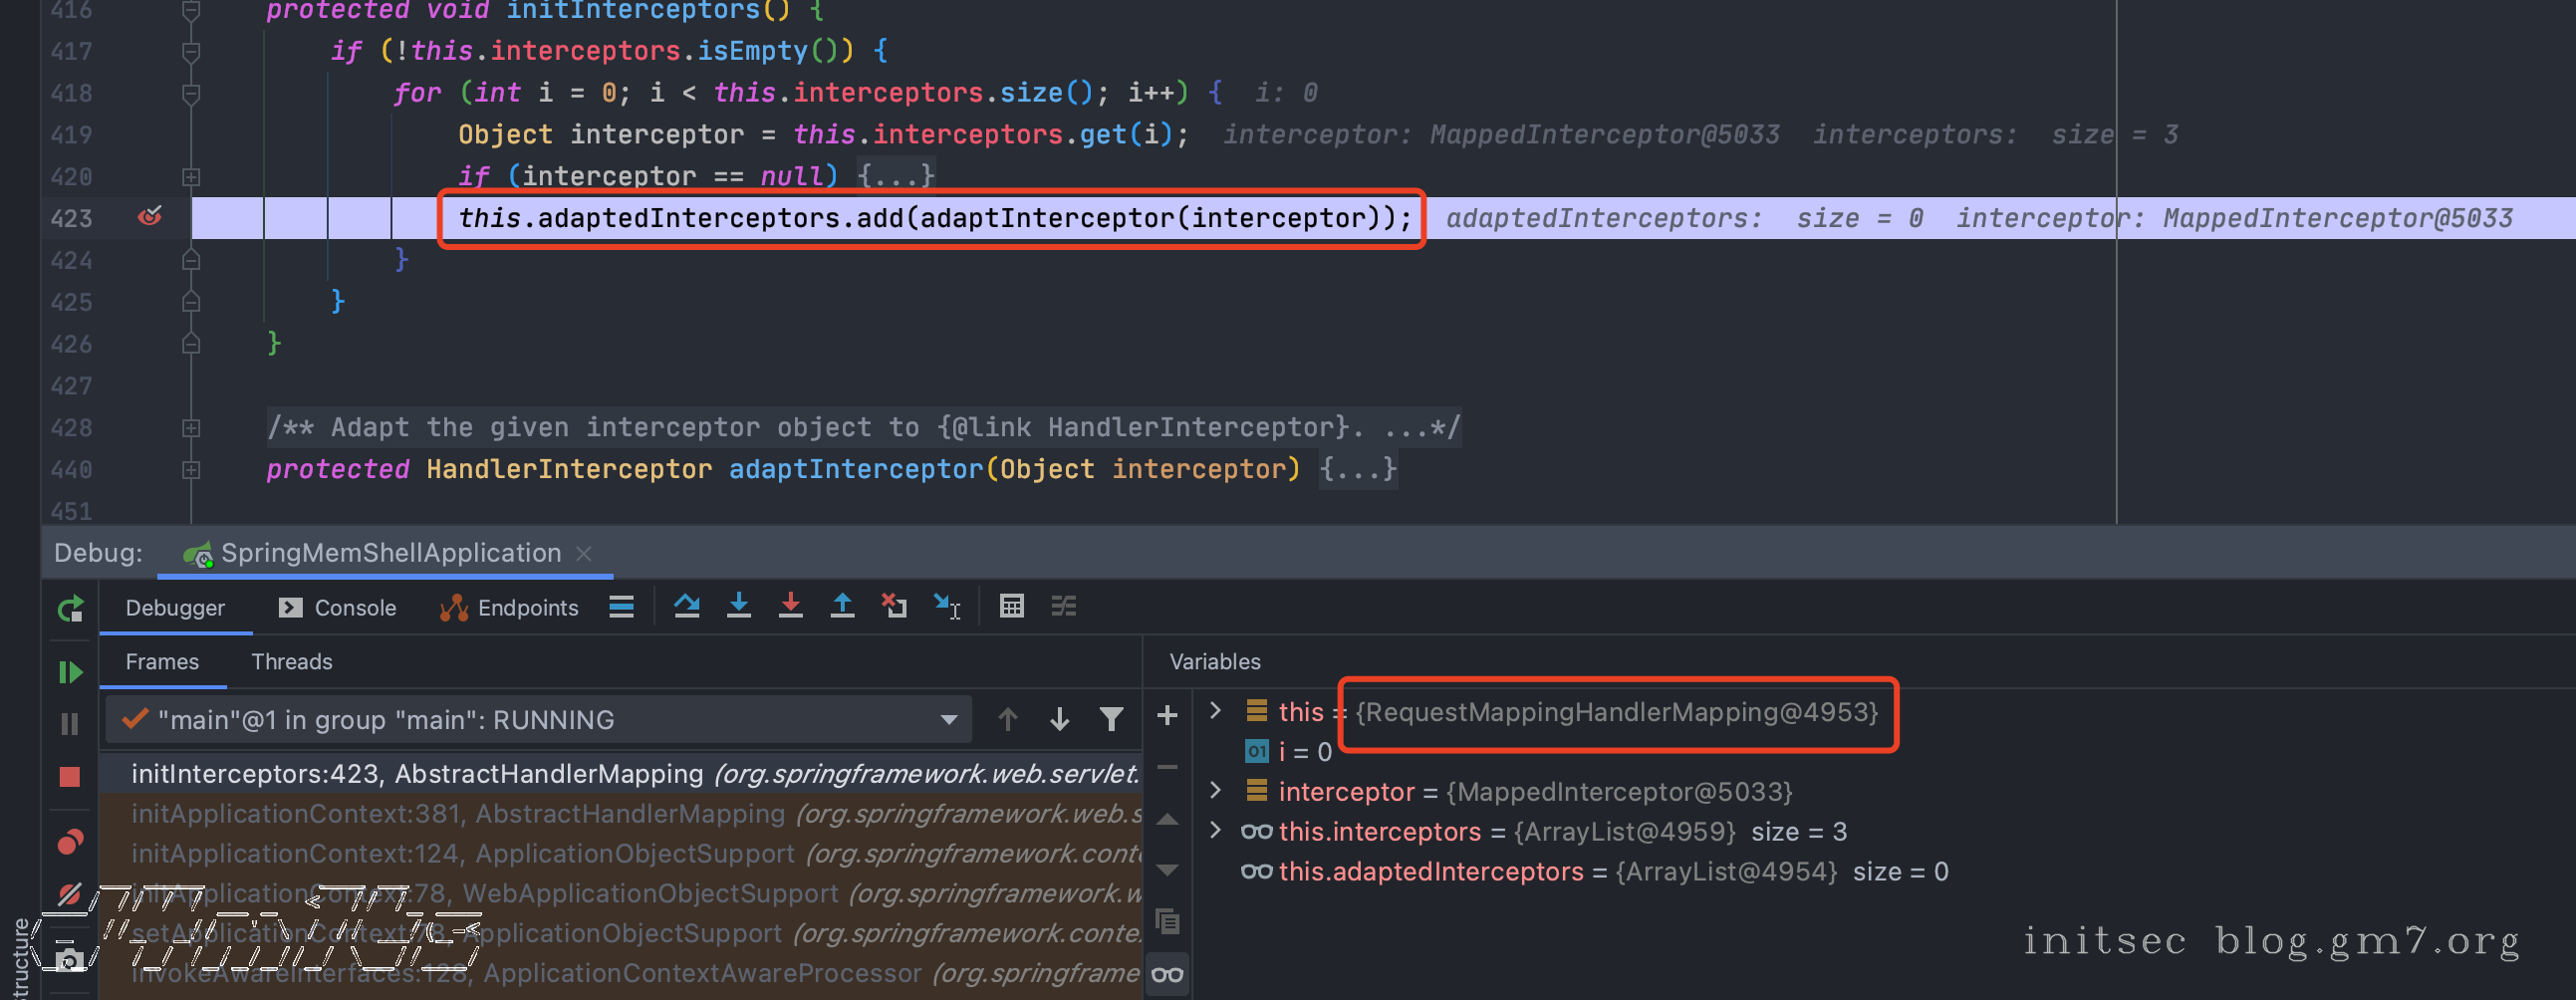 416 protected void initInterceptors() {
417 if (!this.interceptors.isEmpty()) {
418 for (int i = 0; i < this.interceptors.size(); i++) { i: 0
419 Object interceptor = this.interceptors.get(i); interceptor: MappedInterceptor@5033 interceptors: size = 3
420 if (interceptor == null) {...}
423 this.adaptedInterceptors.add(adaptInterceptor(interceptor)); adaptedInterceptors: size = 0 interceptor: MappedInterceptor@5033
424 }
425 }
426 }
427
428 /** Adapt the given interceptor object to {@link HandlerInterceptor}. ...*/
440 protected HandlerInterceptor adaptInterceptor(Object interceptor) {...}
451
Debug: SpringMemShellApplication
Debugger Console Endpoints
Frames Threads
"main"@1 in group "main": RUNNING
initInterceptors:423, AbstractHandlerMapping (org.springframework.web.servlet.
initApplicationContext:381, AbstractHandlerMapping (org.springframework.web.s
initApplicationContext:124, ApplicationObjectSupport (org.springframework.conte
initApplicationContext:78, WebApplicationObjectSupport (org.springframework.w
setApplicationContext:78, ApplicationObjectSupport (org.springframework.conte
invokeAwareInterfaces:128, ApplicationContextAwareProcessor (org.springframe
Variables
this = {RequestMappingHandlerMapping@4953}
01 i = 0
interceptor = {MappedInterceptor@5033}
this.interceptors = {ArrayList@4959} size = 3
this.adaptedInterceptors = {ArrayList@4954} size = 0
Structure
initsec blog.gm7.org